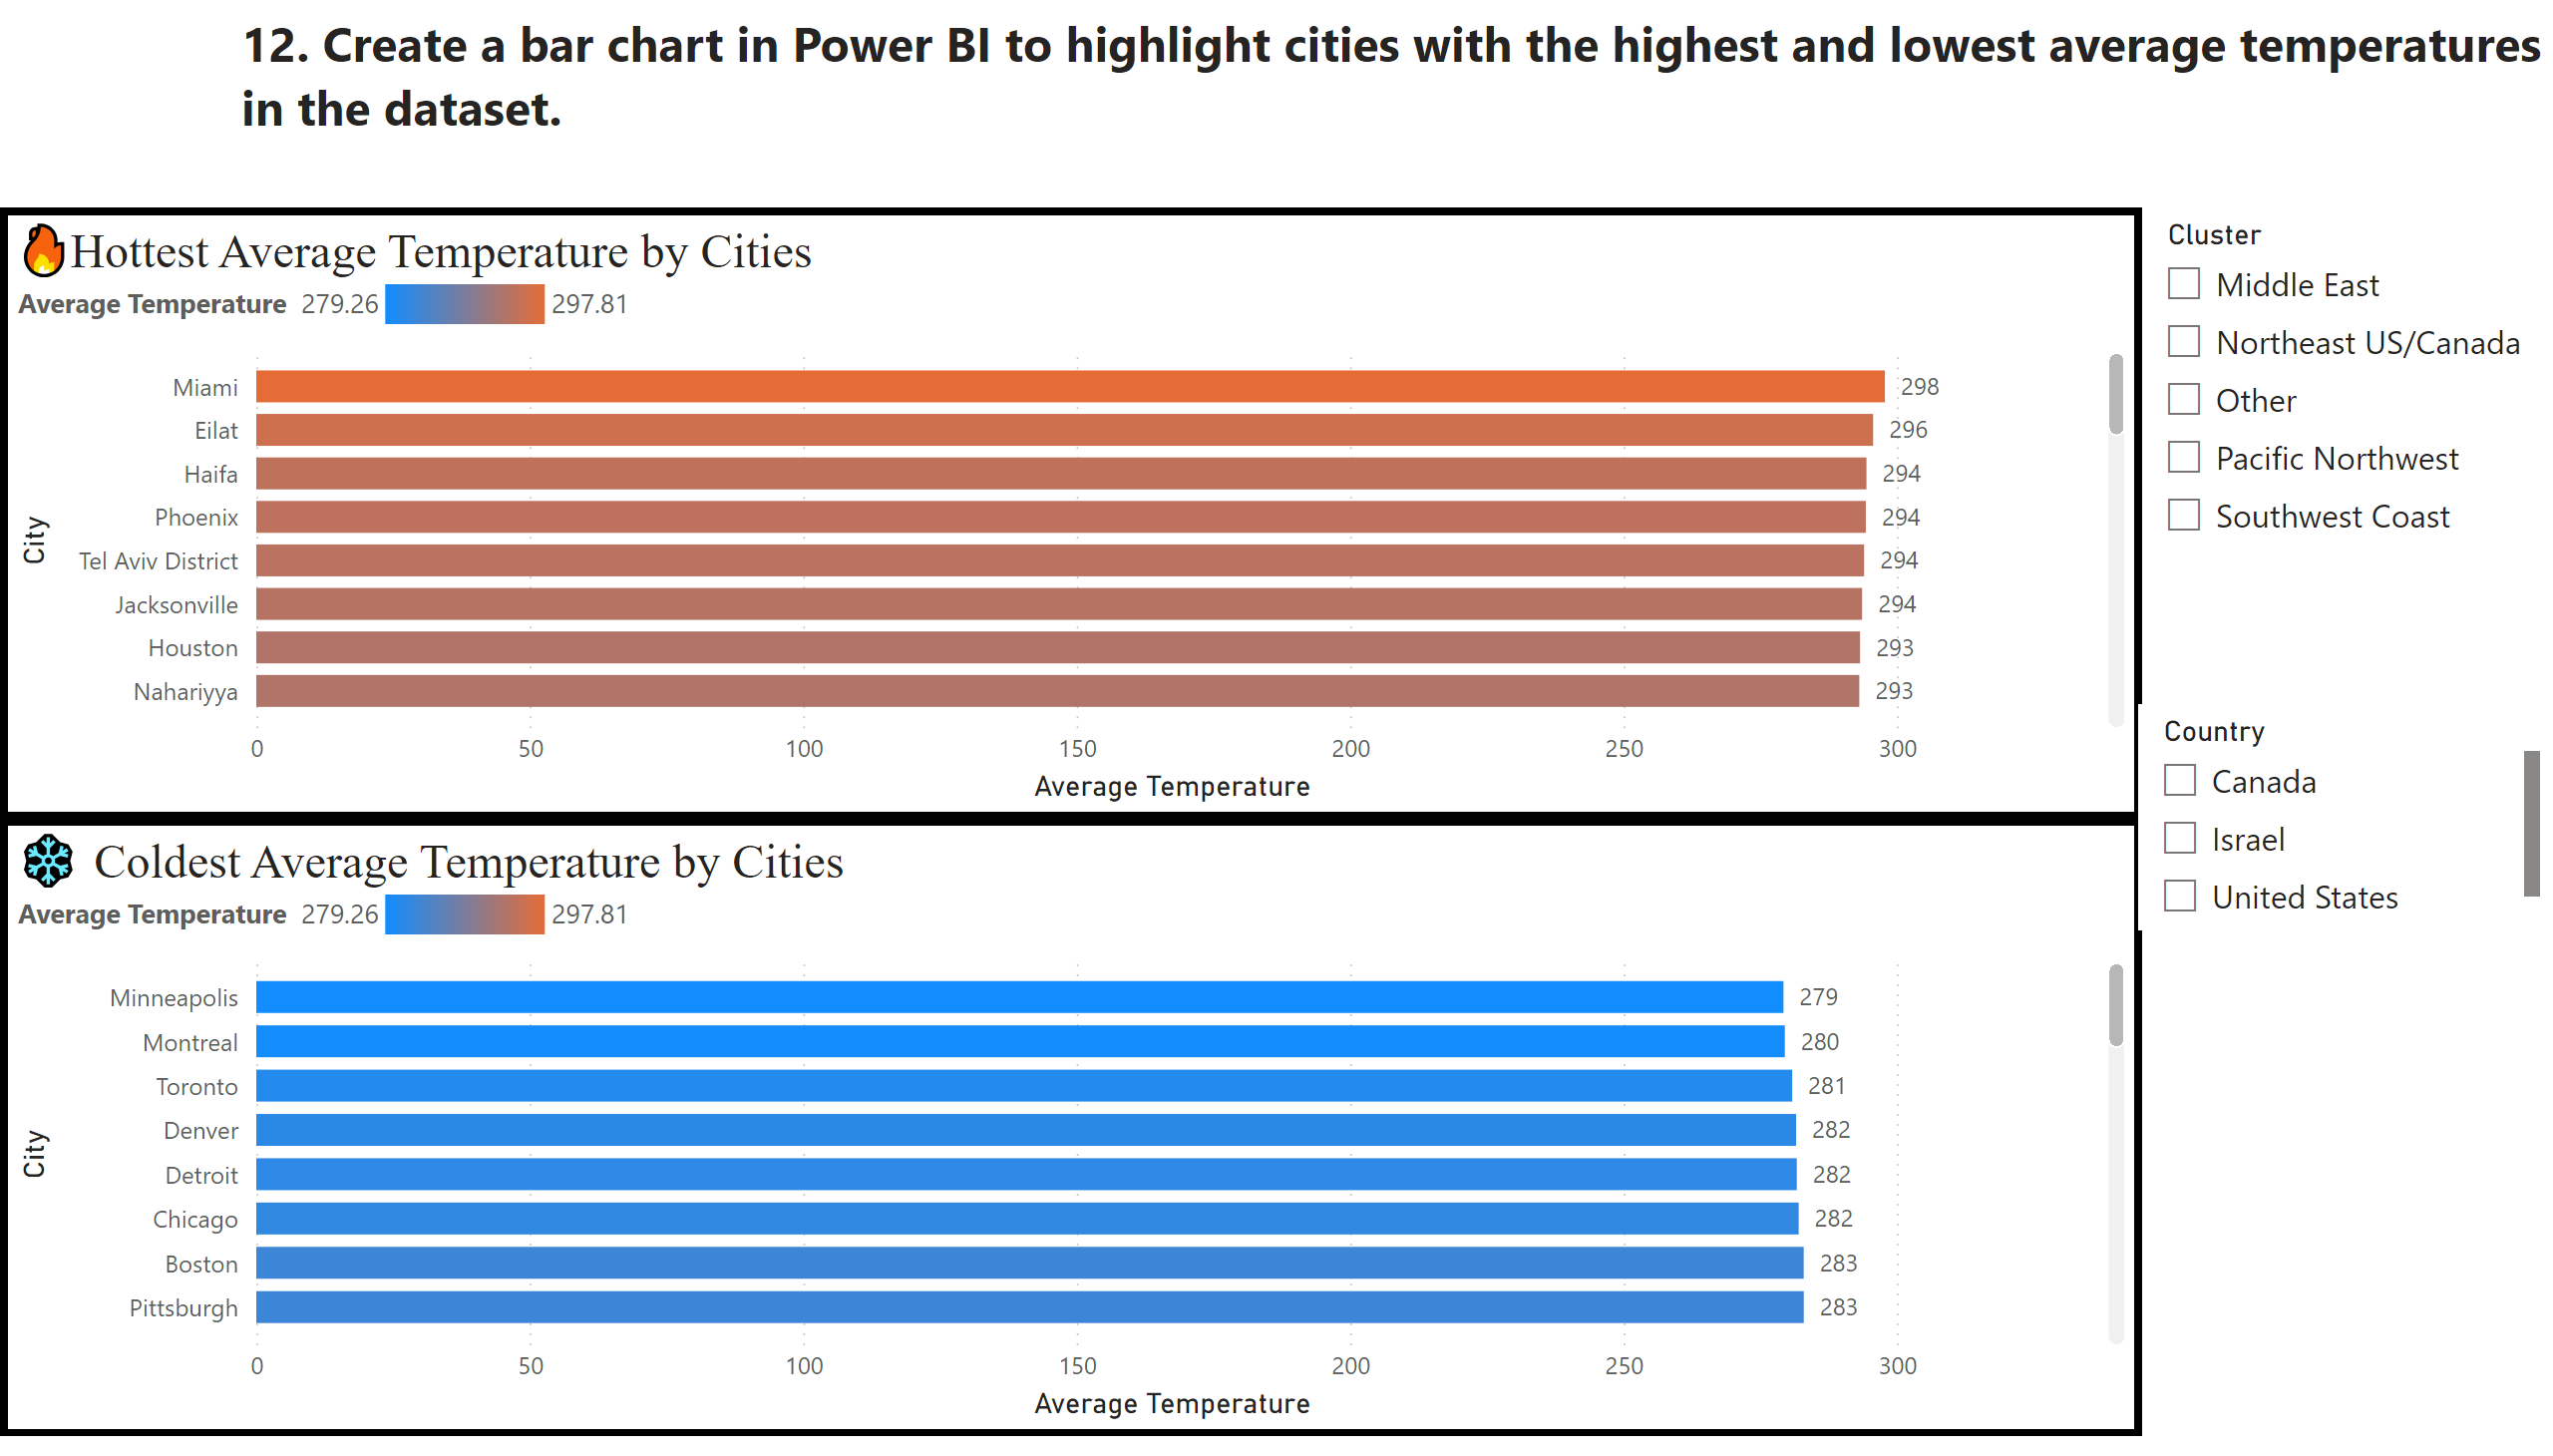 12. Create a bar chart in Power BI to highlight cities with the highest and lowest average temperatures
in the dataset.
Hottest Average Temperature by Cities
Average Temperature 279.26 297.81
City
Miami 298
Eilat 296
Haifa 294
Phoenix 294
Tel Aviv District 294
Jacksonville 294
Houston 293
Nahariyya 293
0 50 100 150 200 250 300
Average Temperature
Coldest Average Temperature by Cities
Average Temperature 279.26 297.81
City
Minneapolis 279
Montreal 280
Toronto 281
Denver 282
Detroit 282
Chicago 282
Boston 283
Pittsburgh 283
0 50 100 150 200 250 300
Average Temperature
Cluster
Middle East
Northeast US/Canada
Other
Pacific Northwest
Southwest Coast
Country
Canada
Israel
United States